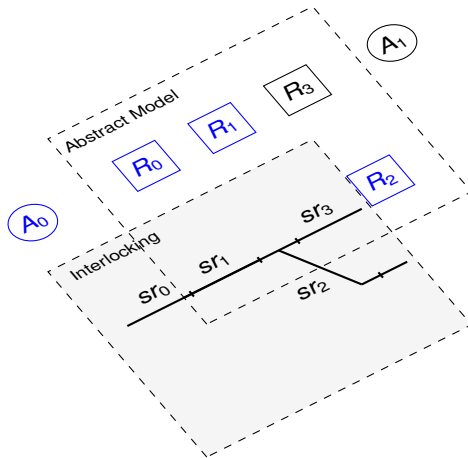 A₁
Abstract Model
R₃
R₁
R₀
R₂
A₀
Interlocking
sr₃
sr₁
sr₀
sr₂